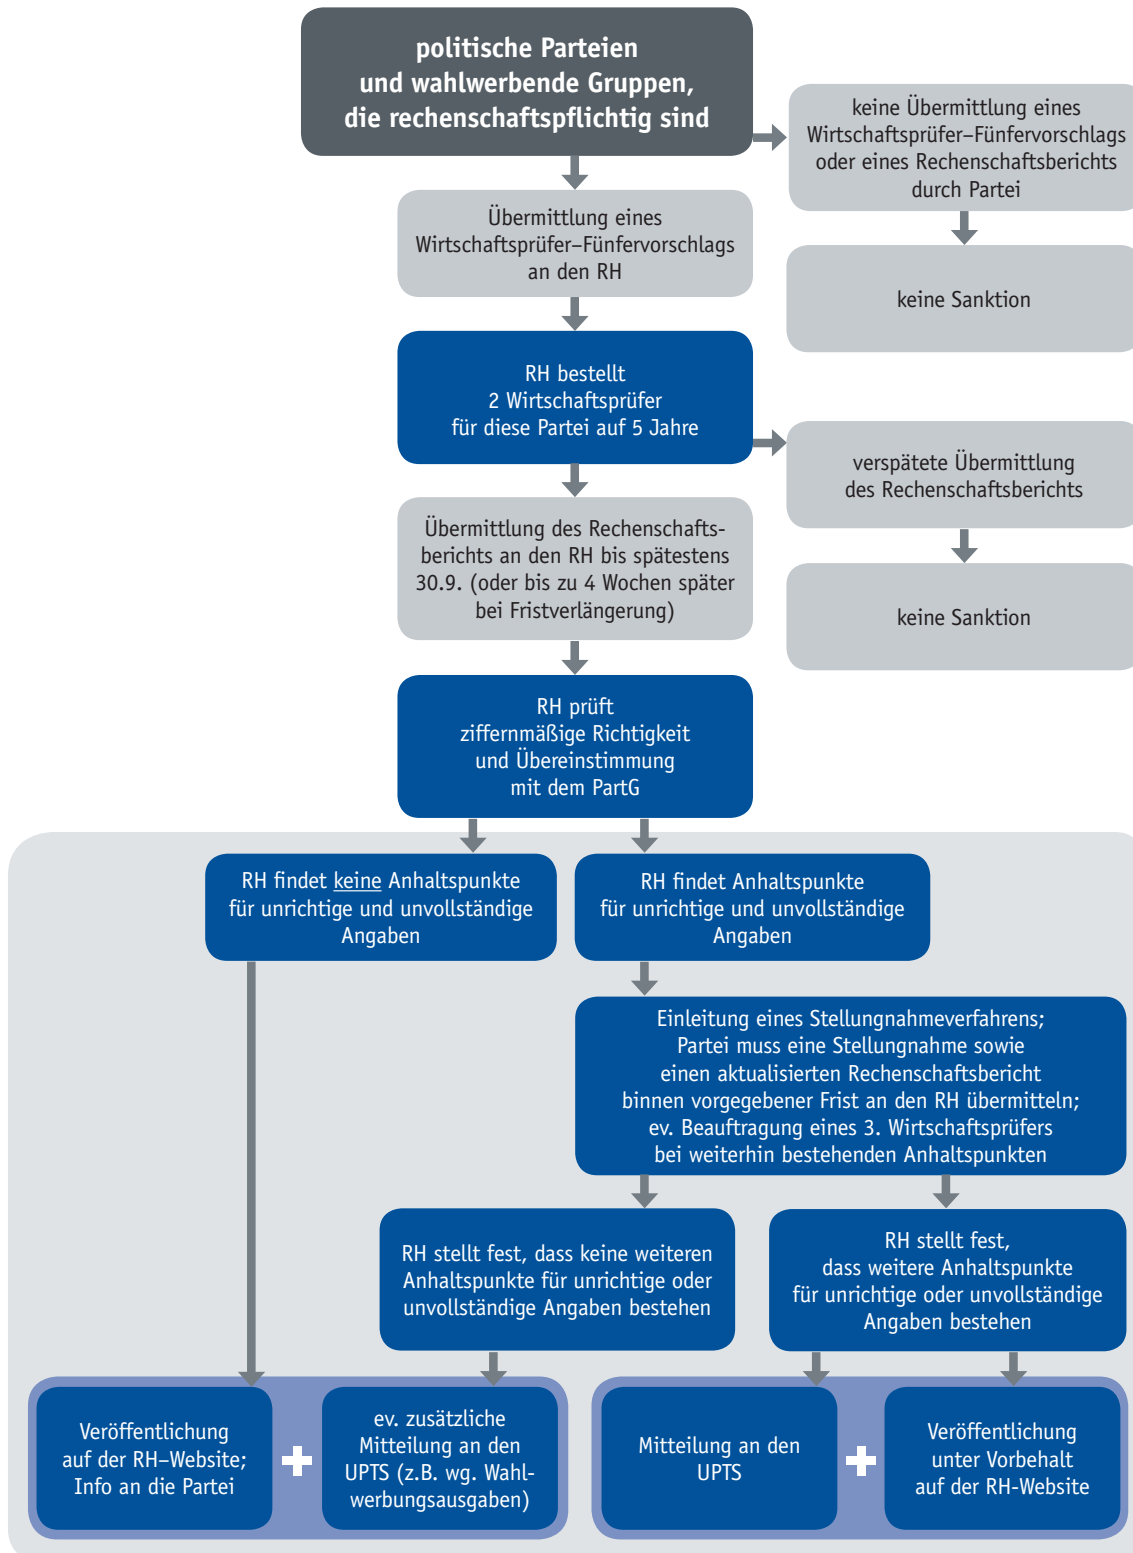 politische Parteien
und wahlwerbende Gruppen,
die rechenschaftspflichtig sind
keine Übermittlung eines
Wirtschaftsprüfer–Fünfervorschlags
oder eines Rechenschaftsberichts
durch Partei
Übermittlung eines
Wirtschaftsprüfer–Fünfervorschlags
an den RH
keine Sanktion
RH bestellt
2 Wirtschaftsprüfer
für diese Partei auf 5 Jahre
verspätete Übermittlung
des Rechenschaftsberichts
Übermittlung des Rechenschafts-
berichts an den RH bis spätestens
30.9. (oder bis zu 4 Wochen später
bei Fristverlängerung)
keine Sanktion
RH prüft
ziffernmäßige Richtigkeit
und Übereinstimmung
mit dem PartG
RH findet keine Anhaltspunkte
für unrichtige und unvollständige
Angaben
RH findet Anhaltspunkte
für unrichtige und unvollständige
Angaben
Einleitung eines Stellungnahmeverfahrens;
Partei muss eine Stellungnahme sowie
einen aktualisierten Rechenschaftsbericht
binnen vorgegebener Frist an den RH übermitteln;
ev. Beauftragung eines 3. Wirtschaftsprüfers
bei weiterhin bestehenden Anhaltspunkten
RH stellt fest, dass keine weiteren
Anhaltspunkte für unrichtige oder
unvollständige Angaben bestehen
RH stellt fest,
dass weitere Anhaltspunkte
für unrichtige oder unvollständige
Angaben bestehen
Veröffentlichung
auf der RH–Website;
Info an die Partei
+
ev. zusätzliche
Mitteilung an den
UPTS (z.B. wg. Wahl-
werbungsausgaben)
Mitteilung an den
UPTS
+
Veröffentlichung
unter Vorbehalt
auf der RH-Website